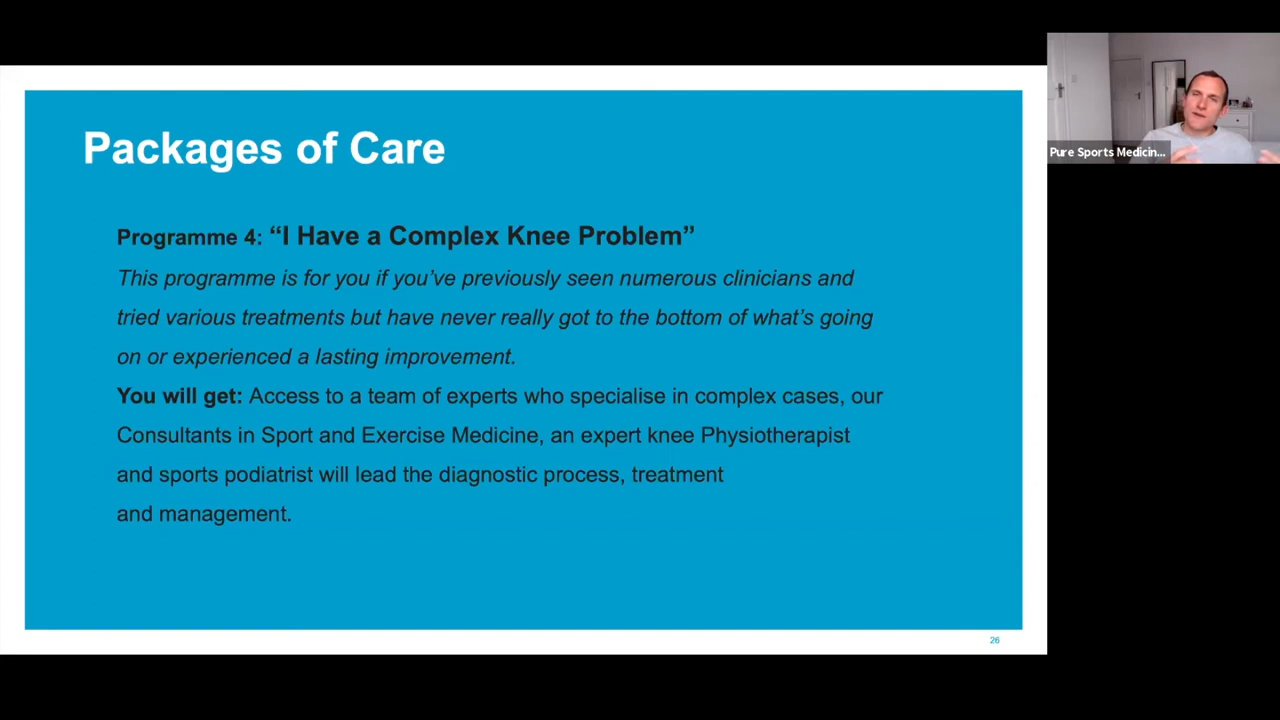 Packages of Care
Programme 4: “I Have a Complex Knee Problem”
This programme is for you if you’ve previously seen numerous clinicians and
tried various treatments but have never really got to the bottom of what’s going
on or experienced a lasting improvement.
You will get: Access to a team of experts who specialise in complex cases, our
Consultants in Sport and Exercise Medicine, an expert knee Physiotherapist
and sports podiatrist will lead the diagnostic process, treatment
and management.
26
Pure Sports Medicin...